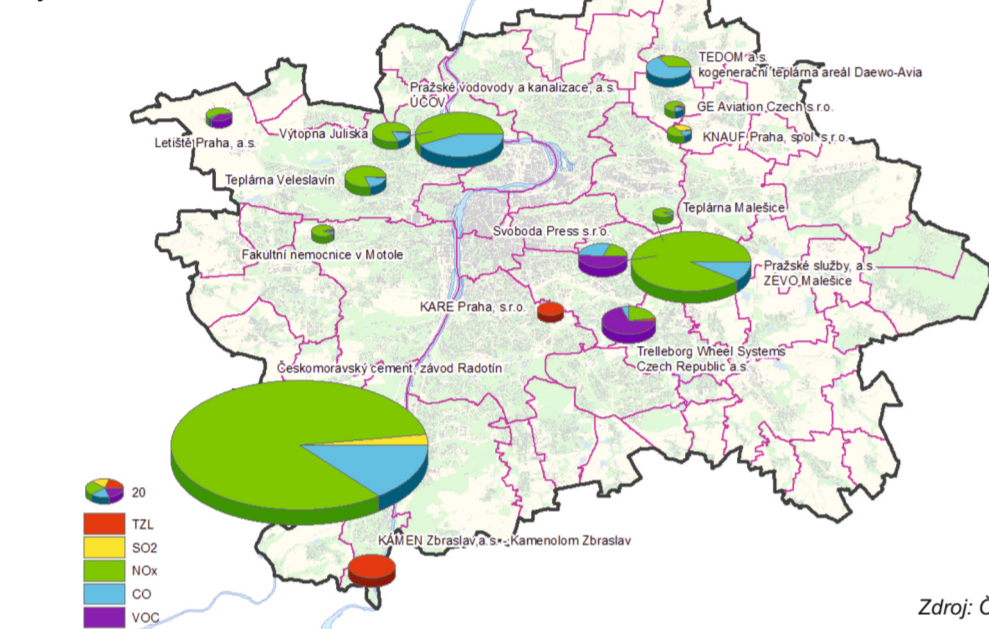 TEDOM a.s.
kogenerační teplárna areál Daewo-Avia
Pražské vodovody a kanalizace, a.s.
ÚČOV
GE Aviation Czech s.r.o.
Výtopna Juliska
KNAUF Praha, spol. s r.o.
Letiště Praha, a.s.
Teplárna Veleslavín
Teplárna Malešice
Svoboda Press s.r.o.
Fakultní nemocnice v Motole
Pražské služby, a.s.
ZEVO Malešice
KARE Praha, s.r.o.
Trelleborg Wheel Systems
Czech Republic a.s.
Českomoravský cement, závod Radotín
20
TZL
SO2
NOx
CO
VOC
KÁMEN Zbraslav,a.s. - Kamenolom Zbraslav
Zdroj: